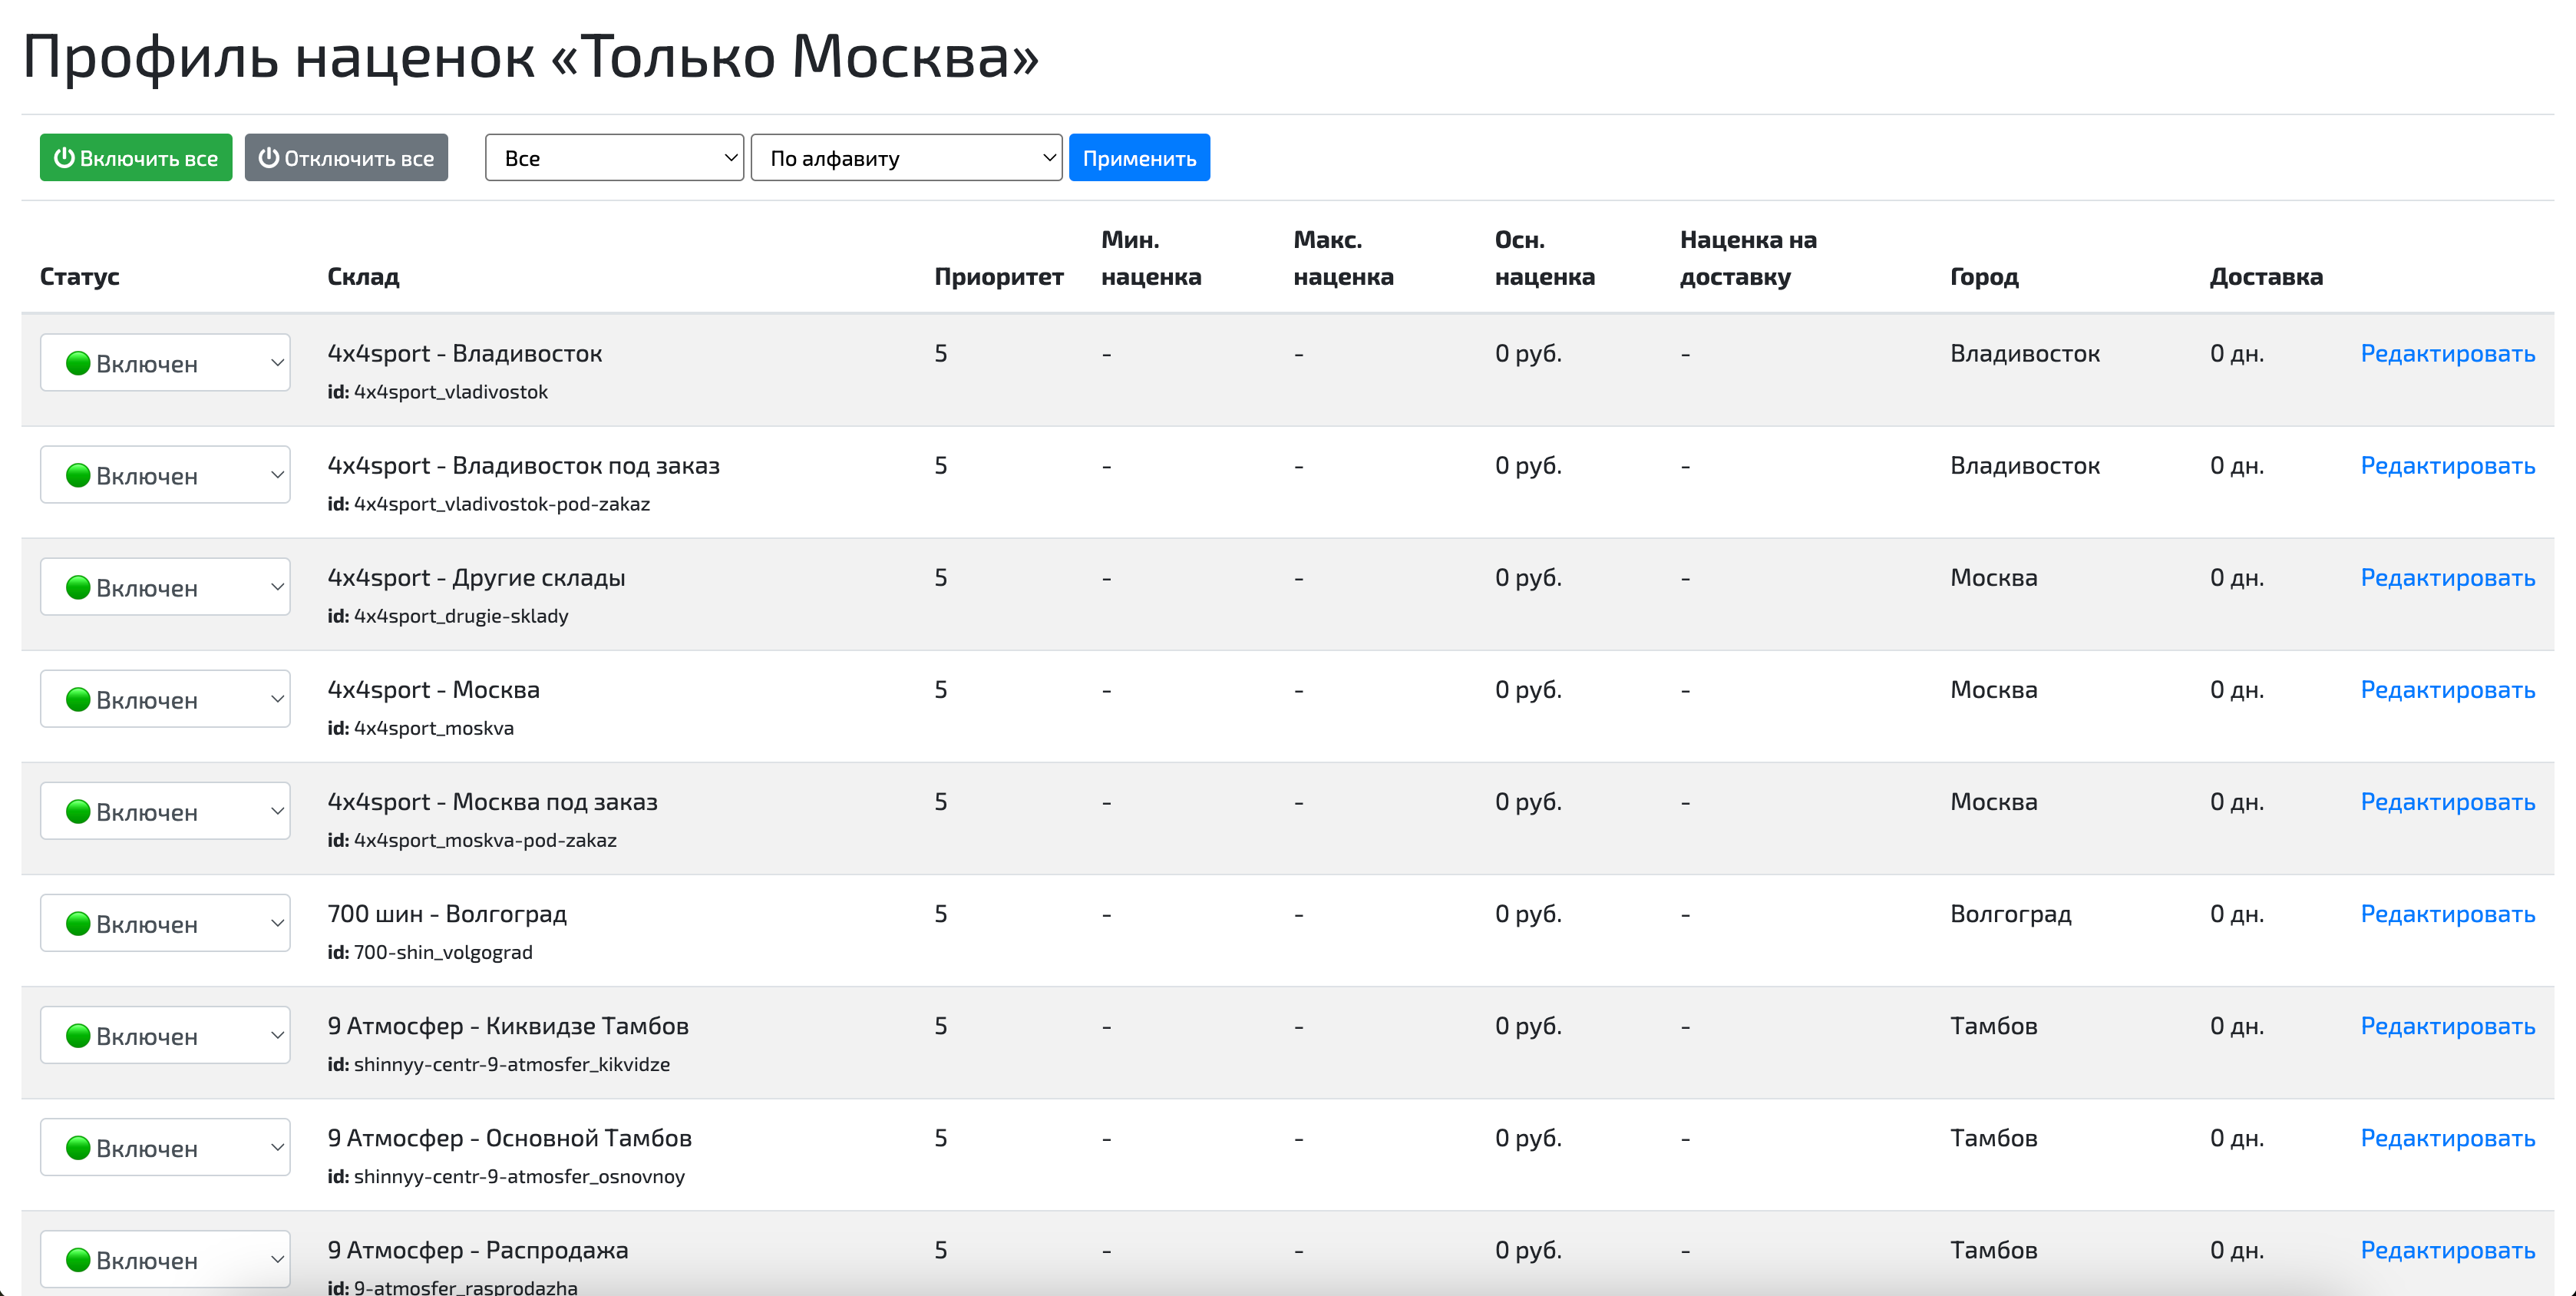 Профиль наценок «Только Москва»
Включить все Отключить все Все По алфавиту Применить
Статус Склад Приоритет Мин. наценка Макс. наценка Осн. наценка Наценка на доставку Город Доставка
Включен 4x4sport - Владивосток 5 - - 0 руб. - Владивосток 0 дн. Редактировать
id: 4x4sport_vladivostok
Включен 4x4sport - Владивосток под заказ 5 - - 0 руб. - Владивосток 0 дн. Редактировать
id: 4x4sport_vladivostok-pod-zakaz
Включен 4x4sport - Другие склады 5 - - 0 руб. - Москва 0 дн. Редактировать
id: 4x4sport_drugie-sklady
Включен 4x4sport - Москва 5 - - 0 руб. - Москва 0 дн. Редактировать
id: 4x4sport_moskva
Включен 4x4sport - Москва под заказ 5 - - 0 руб. - Москва 0 дн. Редактировать
id: 4x4sport_moskva-pod-zakaz
Включен 700 шин - Волгоград 5 - - 0 руб. - Волгоград 0 дн. Редактировать
id: 700-shin_volgograd
Включен 9 Атмосфер - Киквидзе Тамбов 5 - - 0 руб. - Тамбов 0 дн. Редактировать
id: shinnyy-centr-9-atmosfer_kikvidze
Включен 9 Атмосфер - Основной Тамбов 5 - - 0 руб. - Тамбов 0 дн. Редактировать
id: shinnyy-centr-9-atmosfer_osnovnoy
Включен 9 Атмосфер - Распродажа 5 - - 0 руб. - Тамбов 0 дн. Редактировать
id: 9-atmosfer_rasprodazha